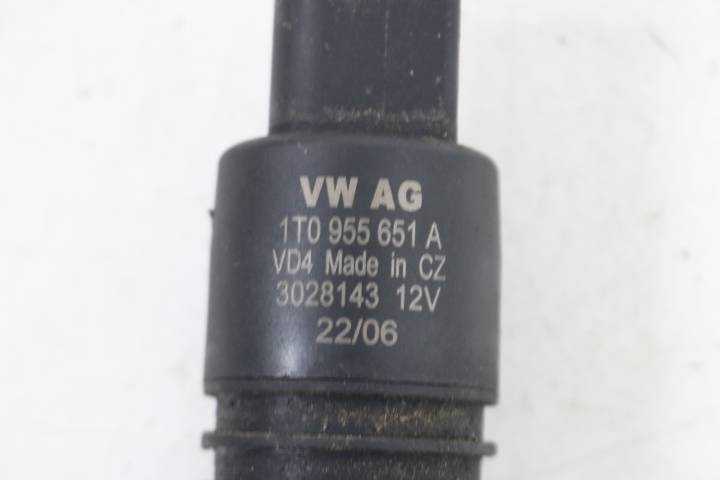 VW AG
1T0 955 651 A
VD4 Made in CZ
3028143 12V
22/06